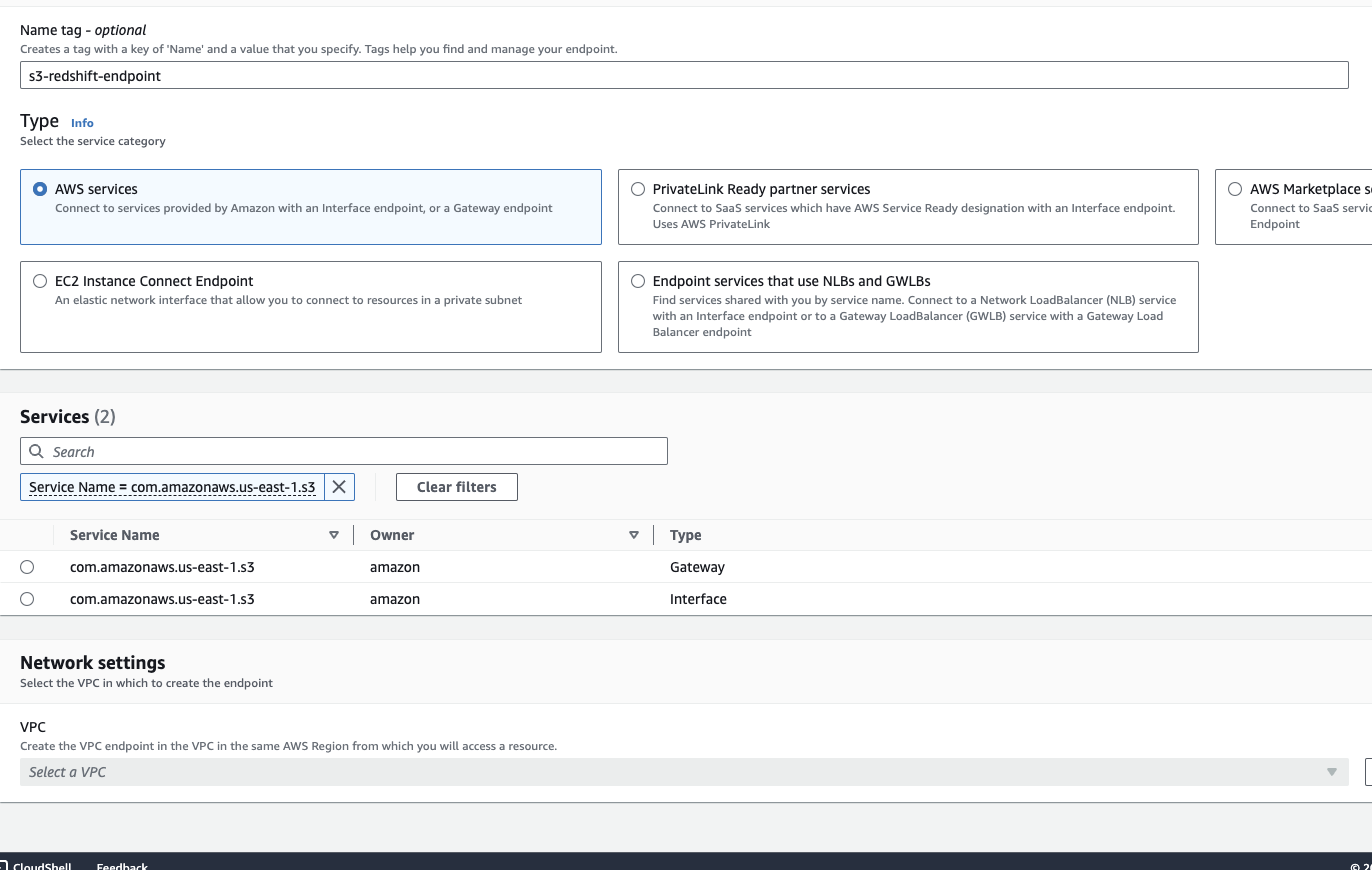 Name tag - optional
Creates a tag with a key of 'Name' and a value that you specify. Tags help you find and manage your endpoint.
s3-redshift-endpoint
Type Info
Select the service category
AWS services
Connect to services provided by Amazon with an Interface endpoint, or a Gateway endpoint
PrivateLink Ready partner services
Connect to SaaS services which have AWS Service Ready designation with an Interface endpoint.
Uses AWS PrivateLink
AWS Marketplace
Connect to SaaS
Endpoint
EC2 Instance Connect Endpoint
An elastic network interface that allow you to connect to resources in a private subnet
Endpoint services that use NLBs and GWLBs
Find services shared with you by service name. Connect to a Network LoadBalancer (NLB) service
with an Interface endpoint or to a Gateway LoadBalancer (GWLB) service with a Gateway Load
Balancer endpoint
Services (2)
Search
Service Name = com.amazonaws.us-east-1.s3
Clear filters
Service Name Owner Type
com.amazonaws.us-east-1.s3 amazon Gateway
com.amazonaws.us-east-1.s3 amazon Interface
Network settings
Select the VPC in which to create the endpoint
VPC
Create the VPC endpoint in the VPC in the same AWS Region from which you will access a resource.
Select a VPC
CloudShell Feedback ©